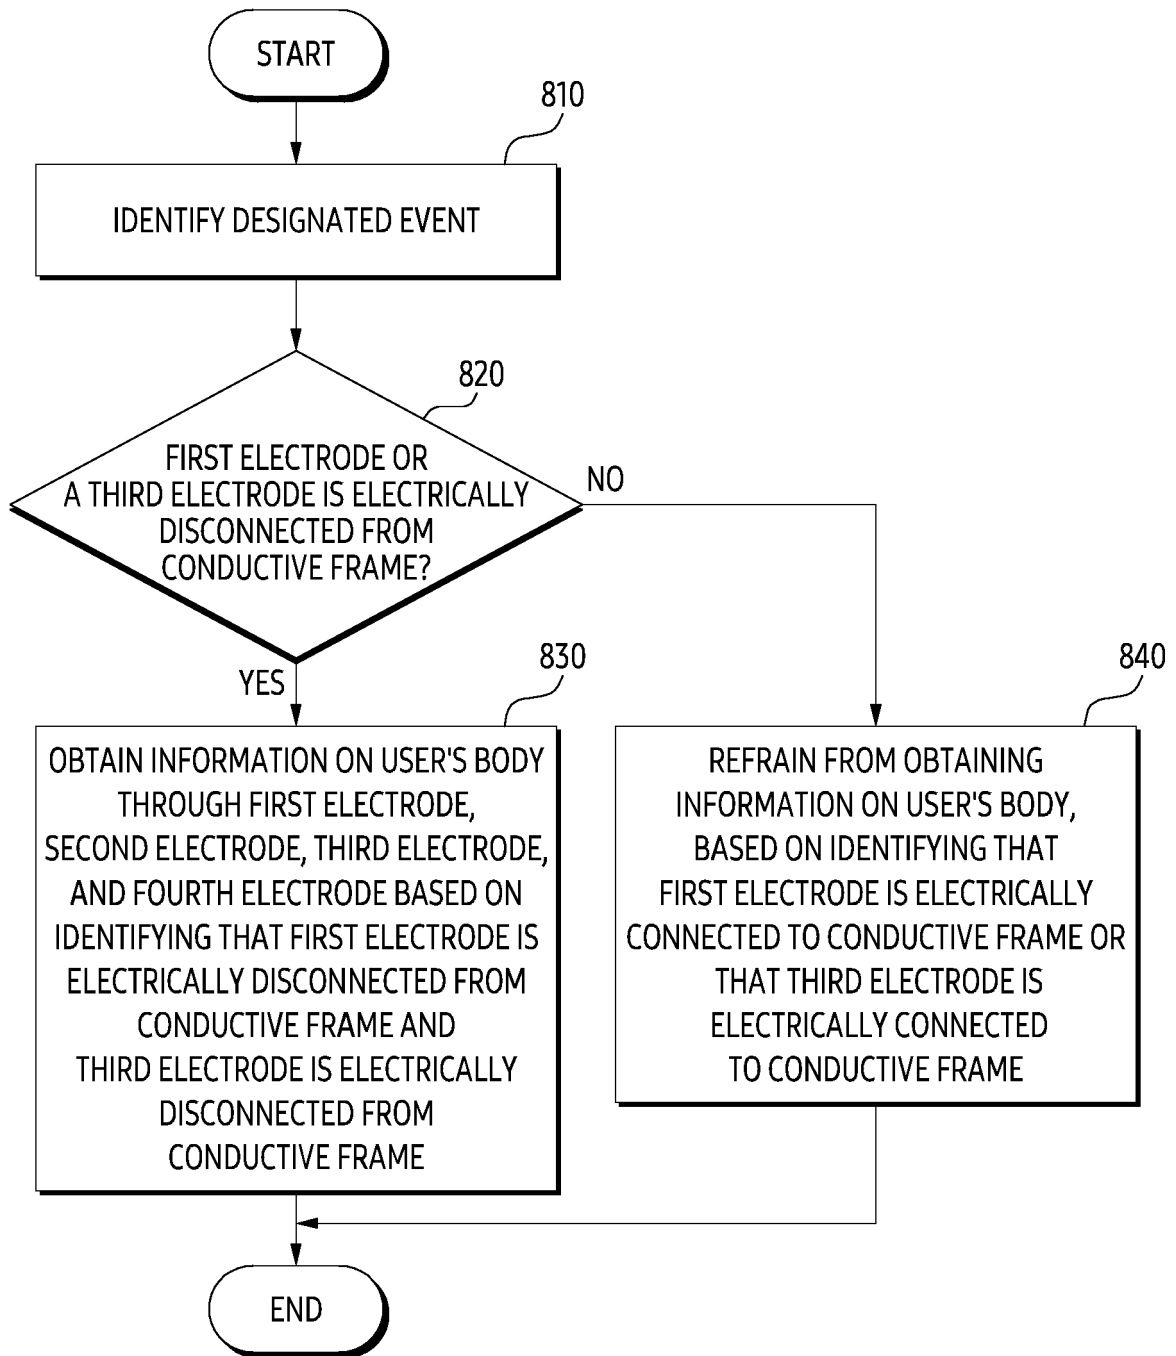 START
810
IDENTIFY DESIGNATED EVENT
820
FIRST ELECTRODE OR
A THIRD ELECTRODE IS ELECTRICALLY
DISCONNECTED FROM
CONDUCTIVE FRAME?
NO
YES
830
OBTAIN INFORMATION ON USER'S BODY
THROUGH FIRST ELECTRODE,
SECOND ELECTRODE, THIRD ELECTRODE,
AND FOURTH ELECTRODE BASED ON
IDENTIFYING THAT FIRST ELECTRODE IS
ELECTRICALLY DISCONNECTED FROM
CONDUCTIVE FRAME AND
THIRD ELECTRODE IS ELECTRICALLY
DISCONNECTED FROM
CONDUCTIVE FRAME
840
REFRAIN FROM OBTAINING
INFORMATION ON USER'S BODY,
BASED ON IDENTIFYING THAT
FIRST ELECTRODE IS ELECTRICALLY
CONNECTED TO CONDUCTIVE FRAME OR
THAT THIRD ELECTRODE IS
ELECTRICALLY CONNECTED
TO CONDUCTIVE FRAME
END